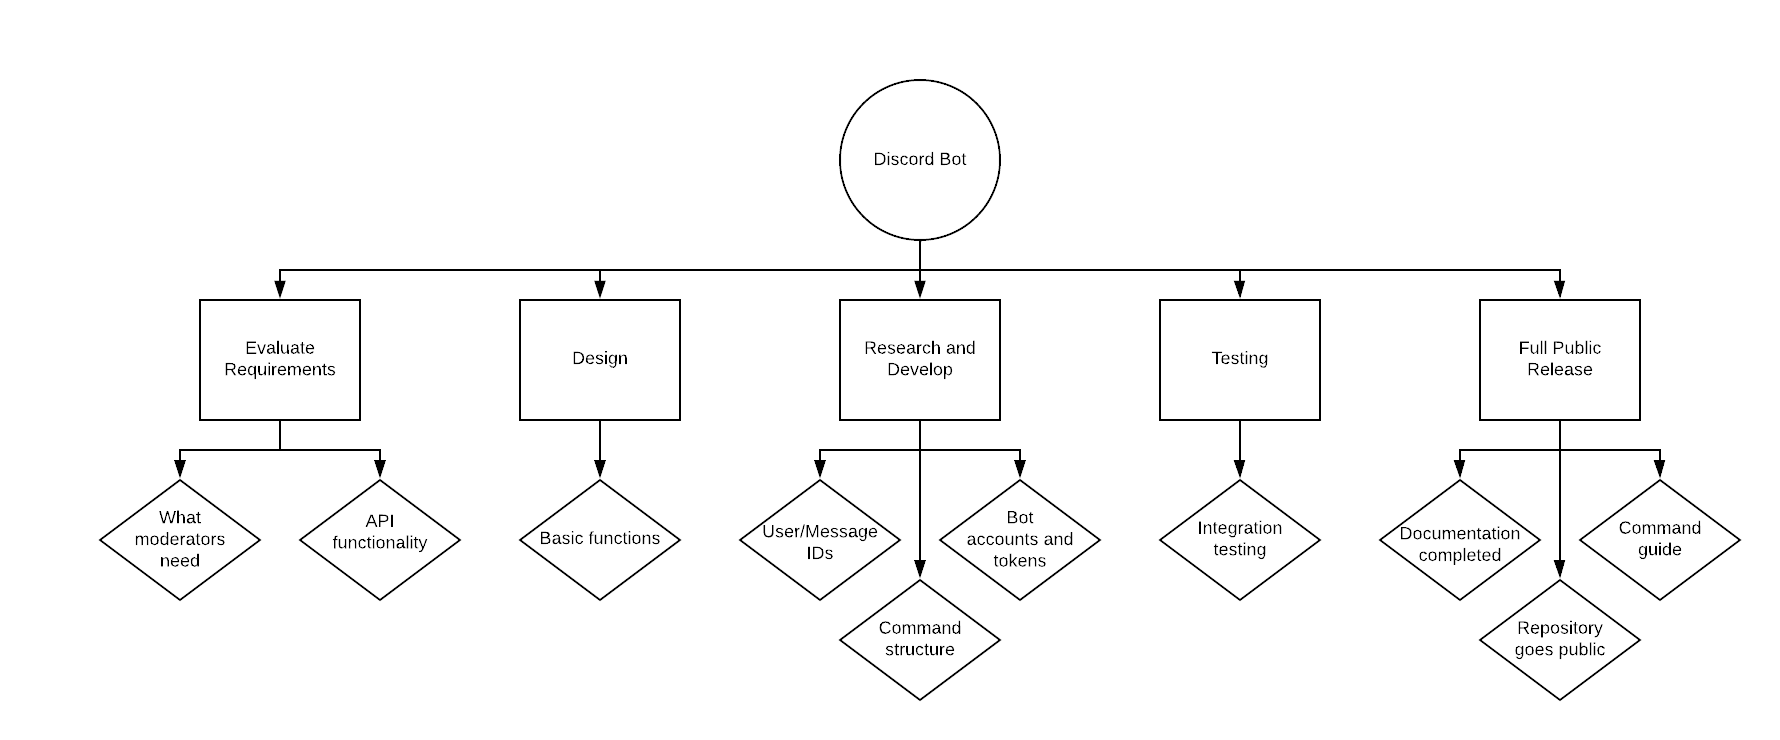 Discord Bot
Evaluate
Requirements
Design
Research and
Develop
Testing
Full Public
Release
What
moderators
need
API
functionality
Basic functions
User/Message
IDs
Bot
accounts and
tokens
Command
structure
Integration
testing
Documentation
completed
Command
guide
Repository
goes public